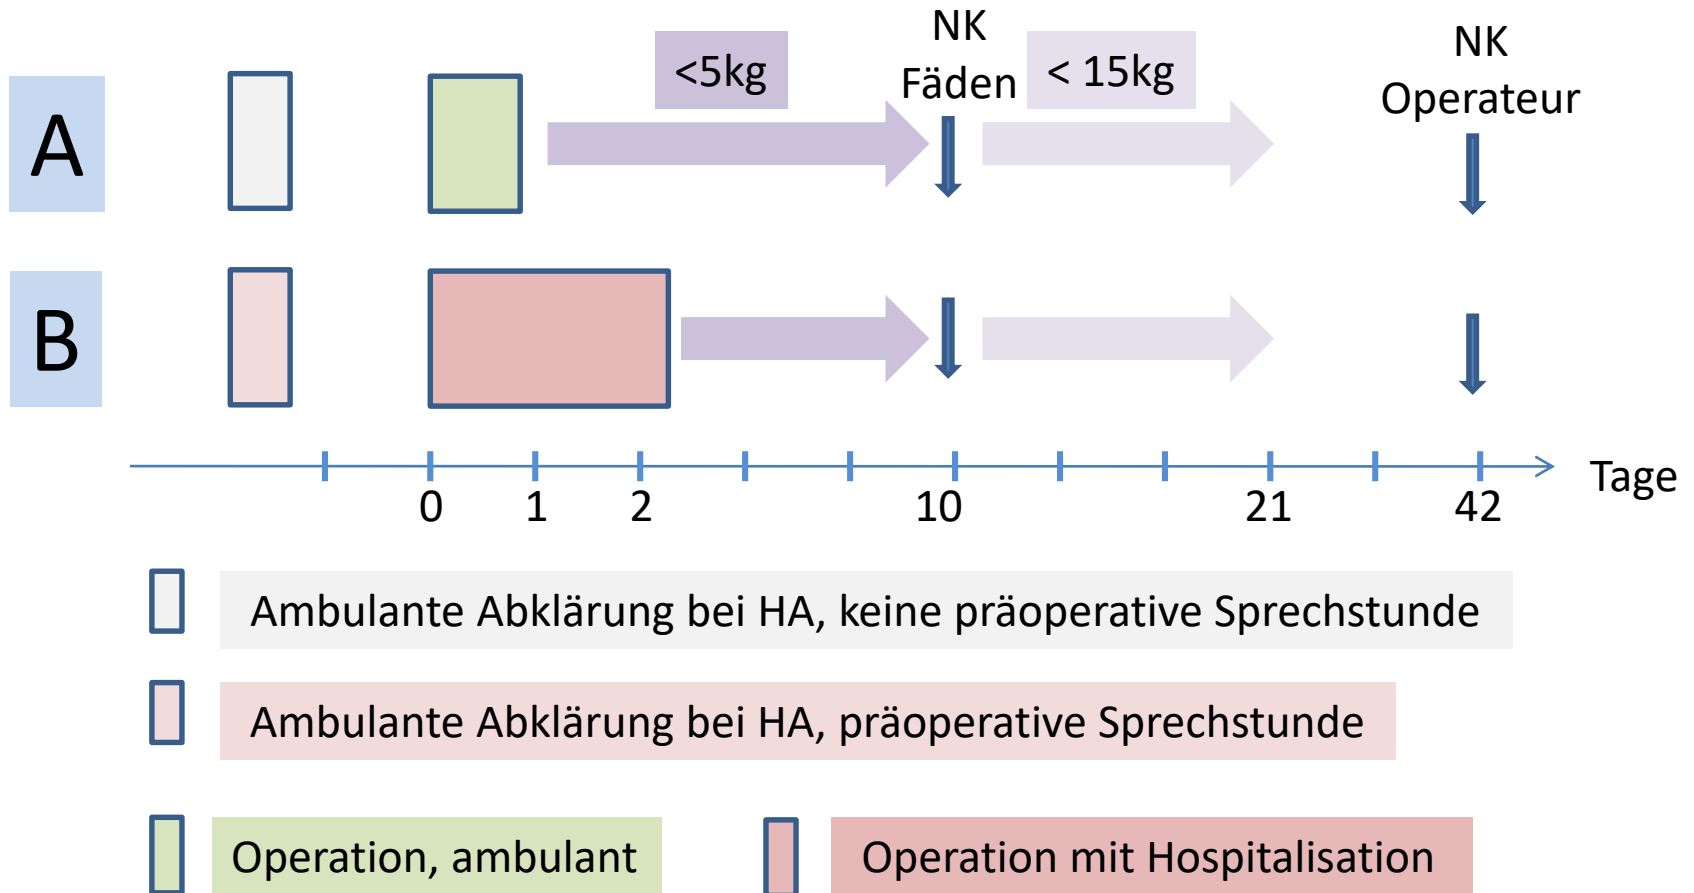 A
<5kg
NK
Fäden
< 15kg
NK
Operateur
B
0 1 2 10 21 42
Tage
Ambulante Abklärung bei HA, keine präoperative Sprechstunde
Ambulante Abklärung bei HA, präoperative Sprechstunde
Operation, ambulant
Operation mit Hospitalisation